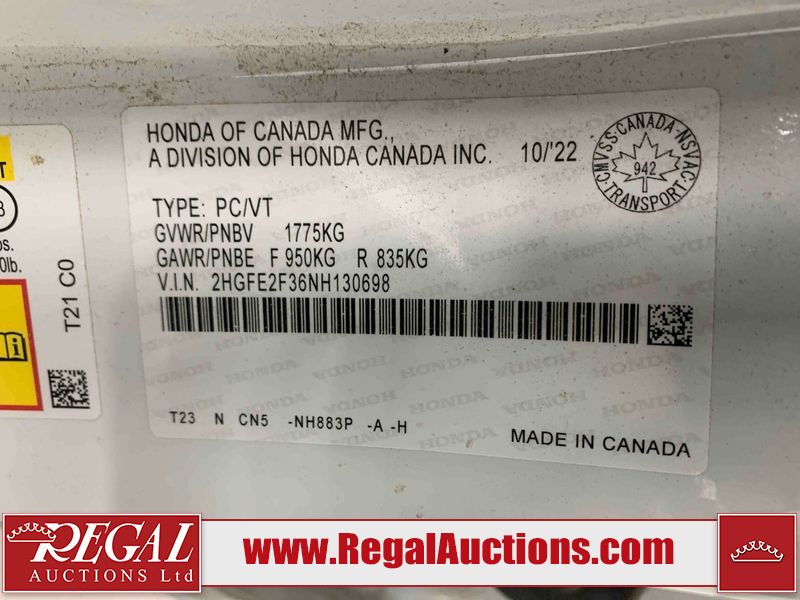 HONDA OF CANADA MFG.,
A DIVISION OF HONDA CANADA INC. 10/'22
CMVSS·CANADA·NSVAC
942
TRANSPORT
TYPE: PC/VT
GVWR/PNBV 1775KG
GAWR/PNBE F 950KG R 835KG
V.I.N. 2HGFE2F36NH130698
T23 N CN5 -NH883P -A -H
MADE IN CANADA
T21 C0
REGAL
AUCTIONS Ltd
www.RegalAuctions.com